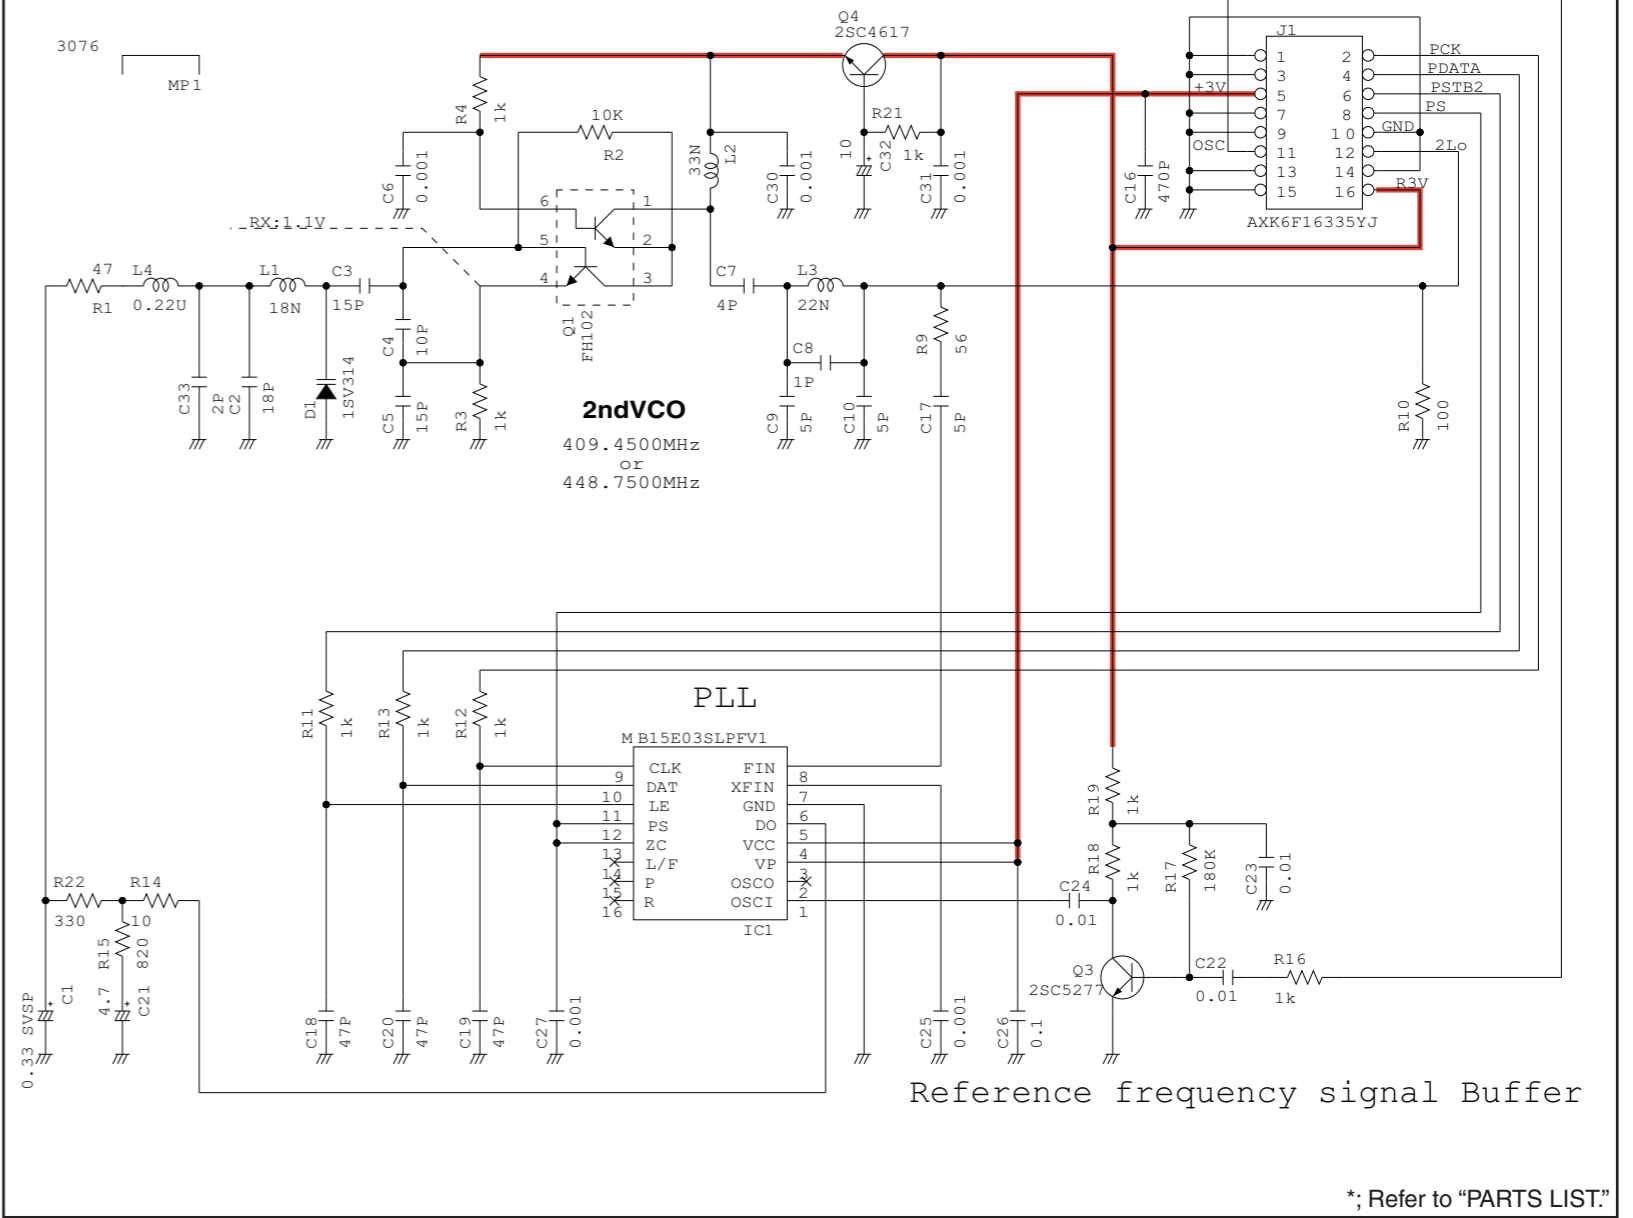 Q4
2SC4617
3076
MP1
J1
1 2 PCK
3 4 PDATA
+3V 5 6 PSTB2
7 8 PS
9 10 GND
OSC 11 12 2Lo
13 14
15 16 R3V
AXK6F16335YJ
R4 1k
10K
R2
33N L2
10 C32
R21
1k
C6 0.001
C30 0.001
C31 0.001
C16 470P
RX:1.1V
6 1
5 2
4 3
Q1
FH102
47
R1
L4
0.22U
L1
18N
C3
15P
C7
4P
L3
22N
C4 10P
C8
1P
R9 56
C33 2P
C2 18P
D1 1SV314
C5 15P
R3 1k
C9 5P
C10 5P
C17 5P
R10 100
2ndVCO
409.4500MHz
or
448.7500MHz
R11 1k
R13 1k
R12 1k
PLL
MB15E03SLPFV1
CLK FIN
9 8
DAT XFIN
10 7
LE GND
11 6
PS DO
12 5
ZC VCC
13 4
L/F VP
14 3
P OSCO
15 2
R OSCI
16 1
IC1
R19 1k
R18 1k
R17 180K
C23 0.01
C24
0.01
R22
330
R14
10
R15 820
4.7 C21
0.33 SVSP C1
C18 47P
C20 47P
C19 47P
C27 0.001
C25 0.001
C26 0.1
Q3
2SC5277
C22
0.01
R16
1k
Reference frequency signal Buffer
*; Refer to “PARTS LIST.”